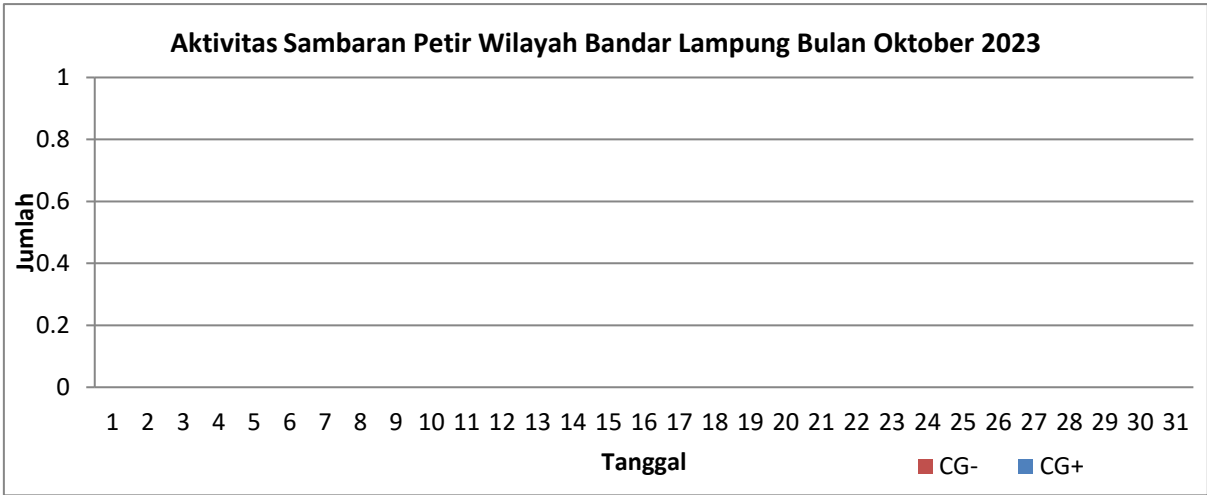 Aktivitas Sambaran Petir Wilayah Bandar Lampung Bulan Oktober 2023
1
0.8
0.6
0.4
0.2
0
Jumlah
1 2 3 4 5 6 7 8 9 10 11 12 13 14 15 16 17 18 19 20 21 22 23 24 25 26 27 28 29 30 31
Tanggal
CG- CG+